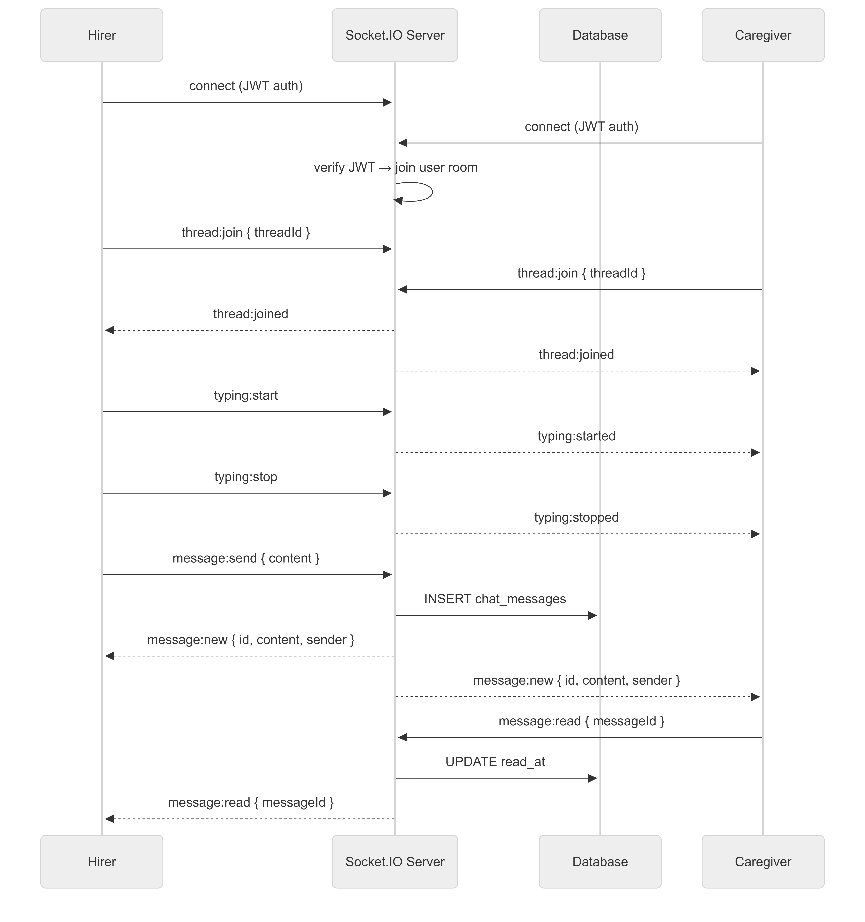 Hirer
Socket.IO Server
Database
Caregiver
connect (JWT auth)
connect (JWT auth)
verify JWT → join user room
thread:join { threadId }
thread:join { threadId }
thread:joined
thread:joined
typing:start
typing:started
typing:stop
typing:stopped
message:send { content }
INSERT chat_messages
message:new { id, content, sender }
message:new { id, content, sender }
message:read { messageId }
UPDATE read_at
message:read { messageId }
Hirer
Socket.IO Server
Database
Caregiver